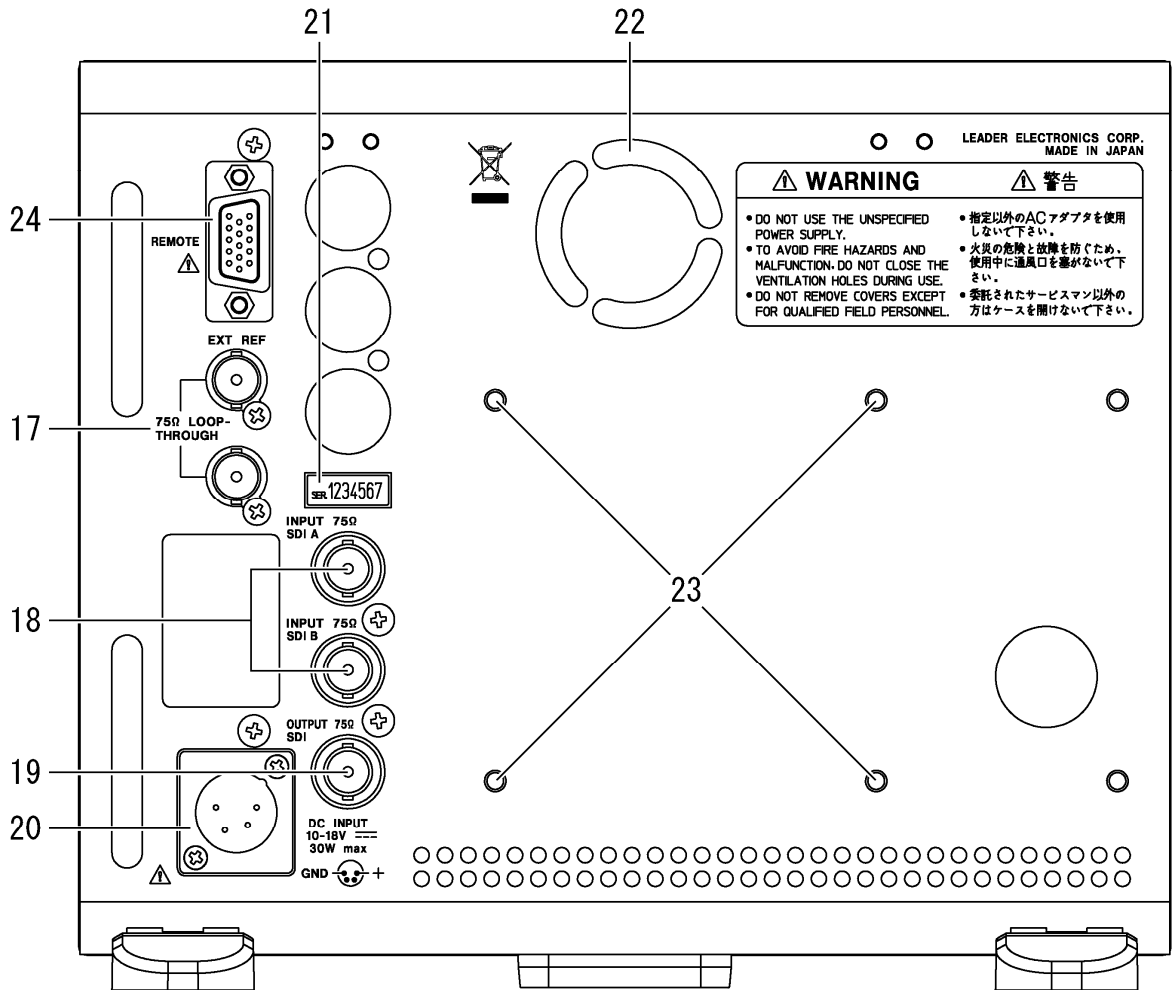 21
22
LEADER ELECTRONICS CORP.
MADE IN JAPAN
WARNING
警告
• DO NOT USE THE UNSPECIFIED
POWER SUPPLY.
• TO AVOID FIRE HAZARDS AND
MALFUNCTION, DO NOT CLOSE THE
VENTILATION HOLES DURING USE.
• DO NOT REMOVE COVERS EXCEPT
FOR QUALIFIED FIELD PERSONNEL.
• 指定以外のACアダプタを使用
しないで下さい。
• 火災の危険と故障を防ぐため、
使用中に通風口を塞がないで下
さい。
• 委託されたサービスマン以外の
方はケースを開けないで下さい。
24
REMOTE
EXT REF
17
75Ω LOOP-
THROUGH
SER. 1234567
INPUT 75Ω
SDI A
18
INPUT 75Ω
SDI B
23
OUTPUT 75Ω
SDI
19
20
DC INPUT
10-18V
30W max
GND +